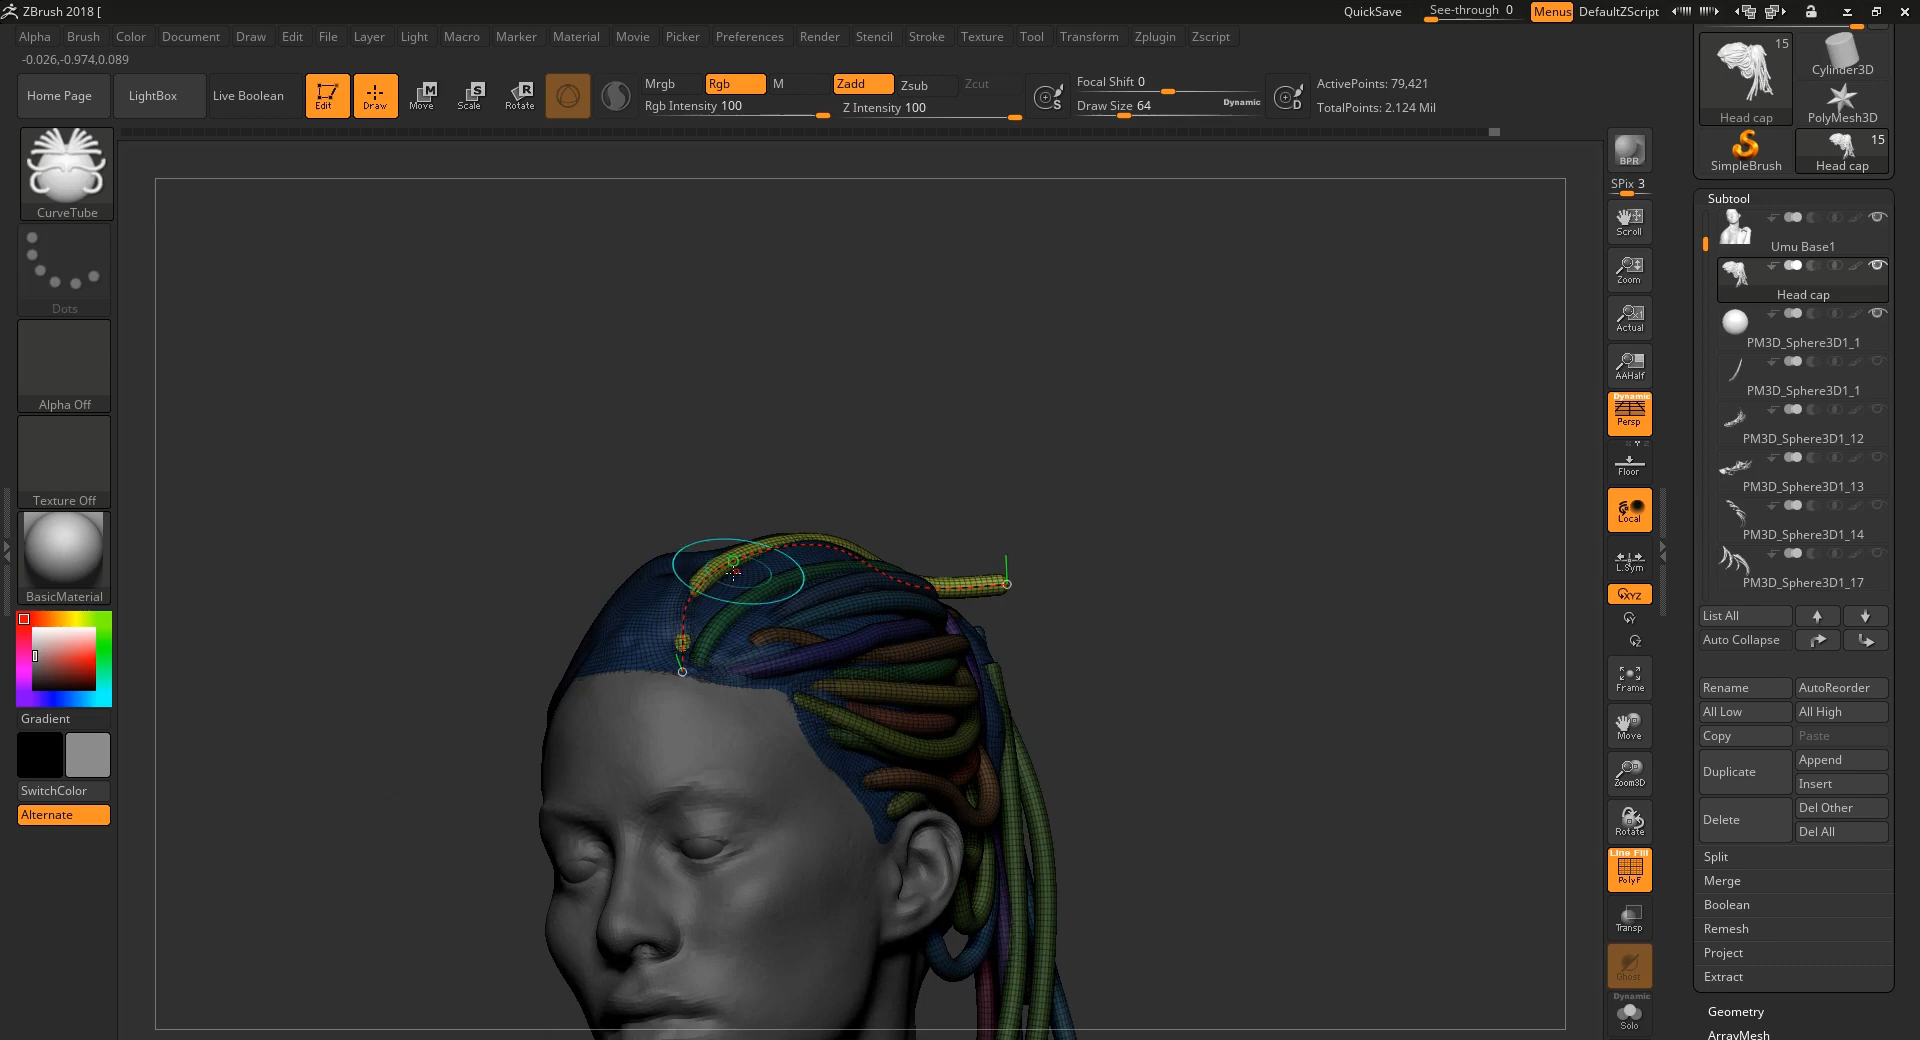 ZBrush 2018 [
QuickSave See-through 0 Menus DefaultZScript
Alpha Brush Color Document Draw Edit File Layer Light Macro Marker Material Movie Picker Preferences Render Stencil Stroke Texture Tool Transform Zplugin Zscript
-0.026,-0.974,0.089
Home Page LightBox Live Boolean Edit Draw Move Scale Rotate
Mrgb Rgb M Zadd Zsub Zcut
Rgb Intensity 100 Z Intensity 100
Focal Shift 0
Draw Size 64 Dynamic
ActivePoints: 79,421
TotalPoints: 2.124 Mil
M S R S D
CurveTube
Dots
Alpha Off
Texture Off
BasicMaterial
Gradient
SwitchColor
Alternate
BPR
SPix 3
Scroll
Zoom
Actual
AAHalf
Dynamic
Persp
Floor
Local
L.Sym
XYZ
Y
Z
Frame
Move
Zoom3D
Rotate
Line Fill
PolyF
Transp
Ghost
Dynamic
Solo
15
Head cap
Cylinder3D
PolyMesh3D
SimpleBrush
15
Head cap
Subtool
Umu Base1
Head cap
PM3D_Sphere3D1_1
PM3D_Sphere3D1_1
PM3D_Sphere3D1_12
PM3D_Sphere3D1_13
PM3D_Sphere3D1_14
PM3D_Sphere3D1_17
List All
Auto Collapse
Rename AutoReorder
All Low All High
Copy Paste
Duplicate Append
Insert
Delete Del Other
Del All
Split
Merge
Boolean
Remesh
Project
Extract
Geometry
ArrayMesh